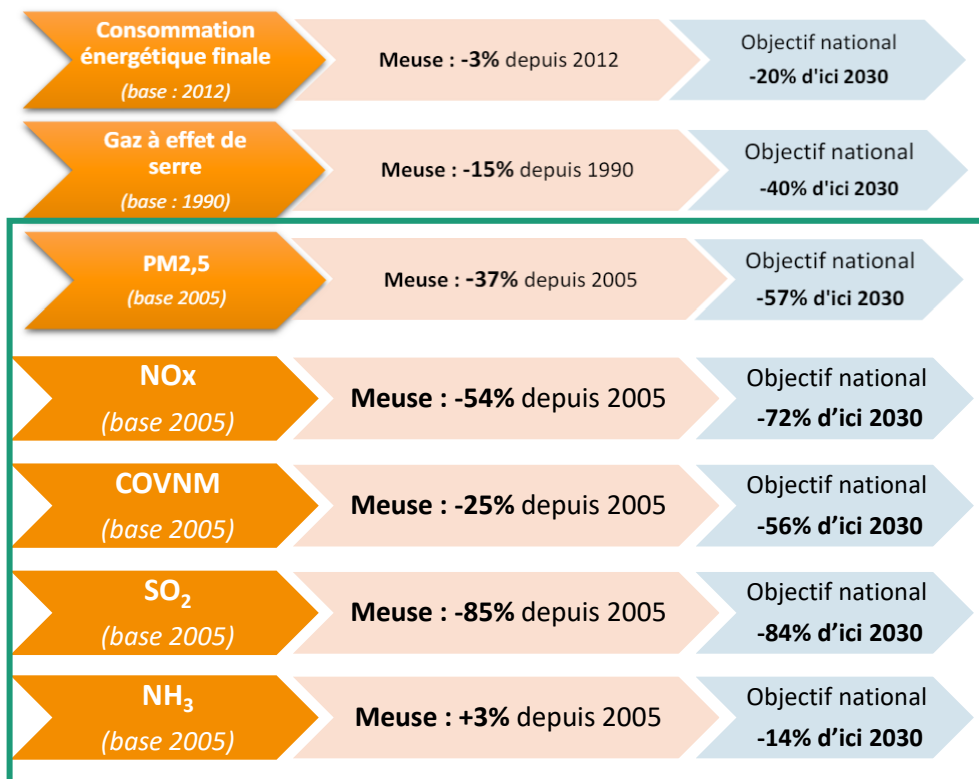 Consommation
énergétique finale
(base : 2012)
Meuse : -3% depuis 2012
Objectif national
-20% d'ici 2030
Gaz à effet de
serre
(base : 1990)
Meuse : -15% depuis 1990
Objectif national
-40% d'ici 2030
PM2,5
(base 2005)
Meuse : -37% depuis 2005
Objectif national
-57% d'ici 2030
NOx
(base 2005)
Meuse : -54% depuis 2005
Objectif national
-72% d’ici 2030
COVNM
(base 2005)
Meuse : -25% depuis 2005
Objectif national
-56% d’ici 2030
SO₂
(base 2005)
Meuse : -85% depuis 2005
Objectif national
-84% d’ici 2030
NH₃
(base 2005)
Meuse : +3% depuis 2005
Objectif national
-14% d’ici 2030